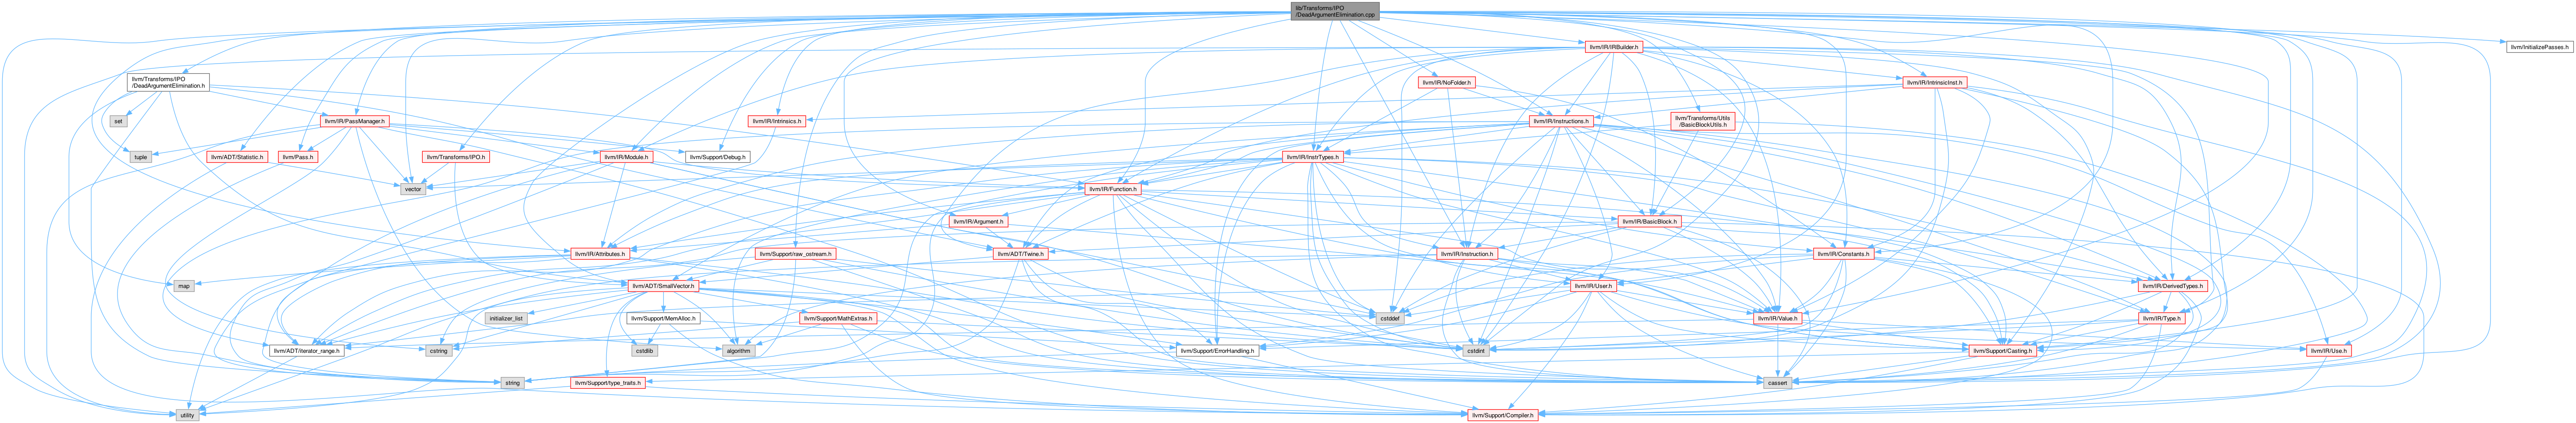 lib/Transforms/IPO
/DeadArgumentElimination.cpp
llvm/IR/IRBuilder.h
llvm/InitializePasses.h
llvm/Transforms/IPO
/DeadArgumentElimination.h
llvm/IR/NoFolder.h
llvm/IR/IntrinsicInst.h
set
llvm/IR/PassManager.h
llvm/IR/Intrinsics.h
llvm/IR/Instructions.h
llvm/Transforms/Utils
/BasicBlockUtils.h
tuple
llvm/ADT/Statistic.h
llvm/Pass.h
llvm/Transforms/IPO.h
llvm/IR/Module.h
llvm/Support/Debug.h
llvm/IR/InstrTypes.h
vector
llvm/IR/Function.h
llvm/IR/Argument.h
llvm/IR/BasicBlock.h
llvm/IR/Attributes.h
llvm/Support/raw_ostream.h
llvm/ADT/Twine.h
llvm/IR/Instruction.h
llvm/IR/Constants.h
map
llvm/ADT/SmallVector.h
llvm/IR/User.h
llvm/IR/DerivedTypes.h
initializer_list
llvm/Support/MemAlloc.h
llvm/Support/MathExtras.h
cstddef
llvm/IR/Value.h
llvm/IR/Type.h
llvm/ADT/iterator_range.h
cstring
cstdlib
algorithm
llvm/Support/ErrorHandling.h
cstdint
llvm/Support/Casting.h
llvm/IR/Use.h
string
llvm/Support/type_traits.h
cassert
utility
llvm/Support/Compiler.h